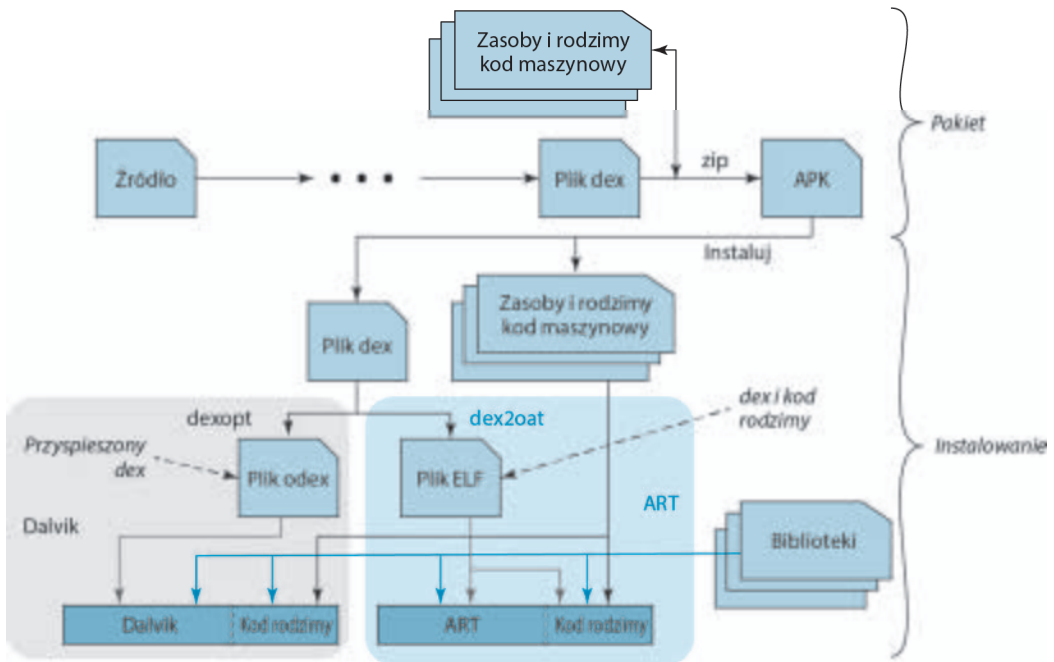 Zasoby i rodzimy
kod maszynowy
Pakiet
Źródło
Plik dex
zip
APK
Instaluj
Zasoby i rodzimy
kod maszynowy
Plik dex
dexopt
dex2oat
dex i kod
rodzimy
Przyspieszony
dex
Plik odex
Plik ELF
Instalowanie
ART
Dalvik
Biblioteki
Dalvik
Kod rodzimy
ART
Kod rodzimy